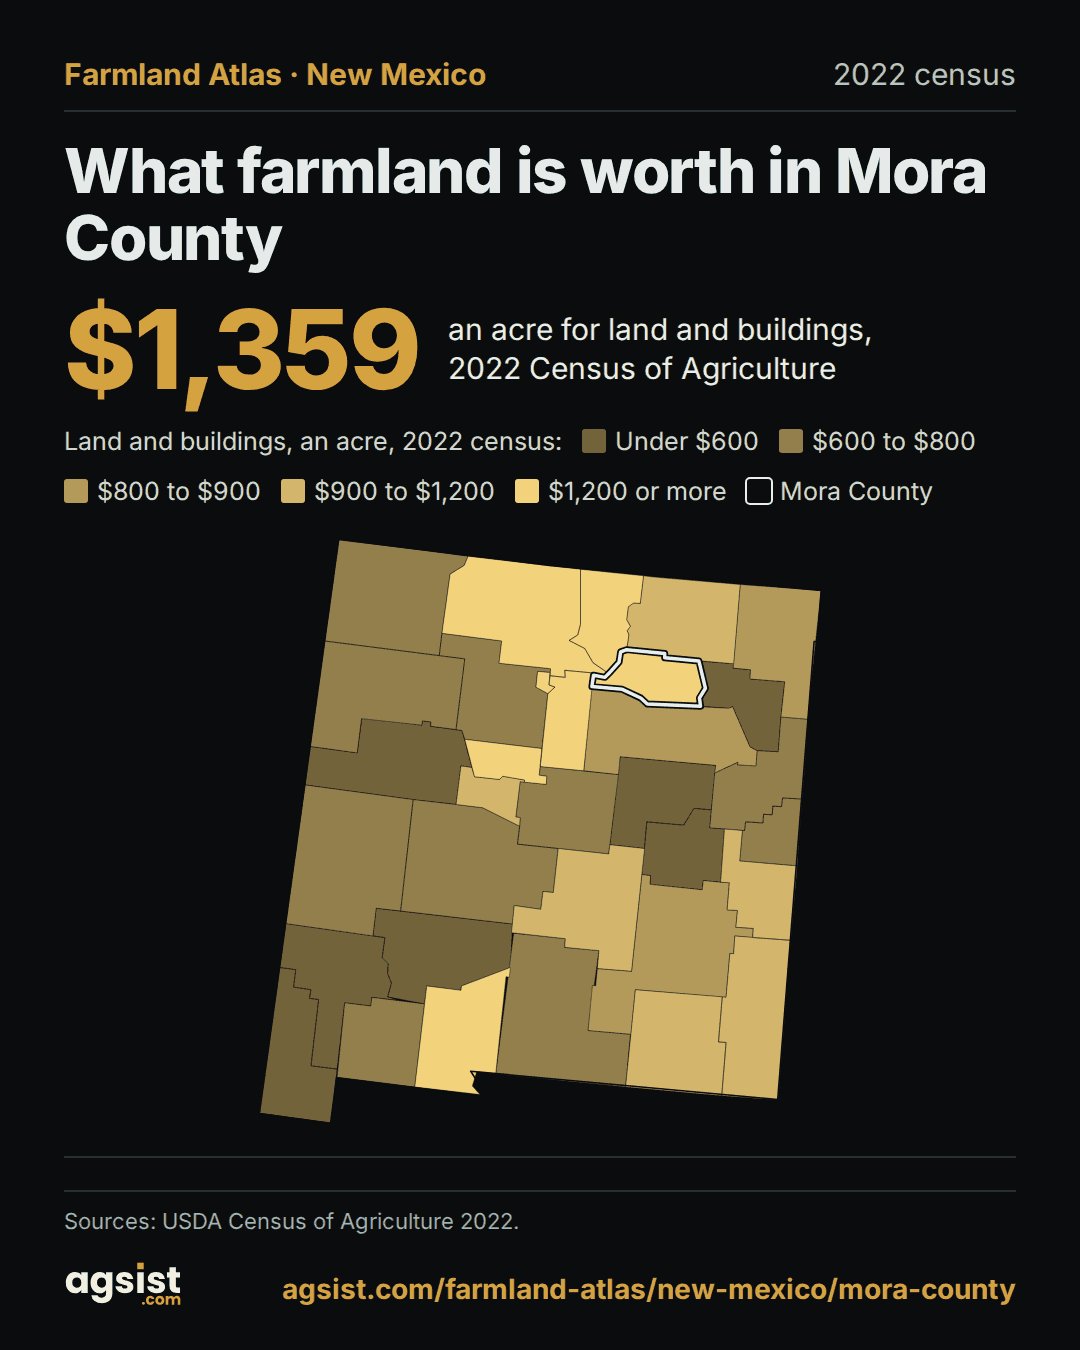 Farmland Atlas · New Mexico
2022 census
What farmland is worth in Mora
County
$1,359
an acre for land and buildings,
2022 Census of Agriculture
Land and buildings, an acre, 2022 census: Under $600 $600 to $800
$800 to $900 $900 to $1,200 $1,200 or more Mora County
Sources: USDA Census of Agriculture 2022.
agsist
.com
agsist.com/farmland-atlas/new-mexico/mora-county